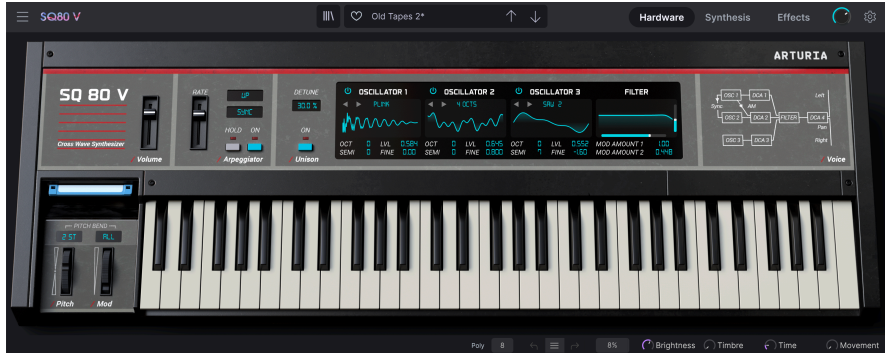 SQ80 V
Old Tapes 2*
Hardware Synthesis Effects
ARTURIA
SQ 80 V
Cross Wave Synthesizer
Volume
RATE
UP
SYNC
HOLD ON
Arpeggiator
DETUNE
30.0 %
ON
Unison
OSCILLATOR 1 OSCILLATOR 2 OSCILLATOR 3 FILTER
PLINK 4 OCTS SAW 2
OCT 0 LVL 0.584 OCT 0 LVL 0.645 OCT 0 LVL 0.552 MOD AMOUNT 1 1.00
SEMI 0 FINE 0.00 SEMI 0 FINE 0.800 SEMI 7 FINE -1.60 MOD AMOUNT 2 0.448
OSC 1 DCA 1 Left
Sync AM
OSC 2 DCA 2 FILTER DCA 4
Pan
OSC 3 DCA 3 Right
Voice
PITCH BEND
2 ST ALL
Pitch Mod
Poly 8 8% Brightness Timbre Time Movement